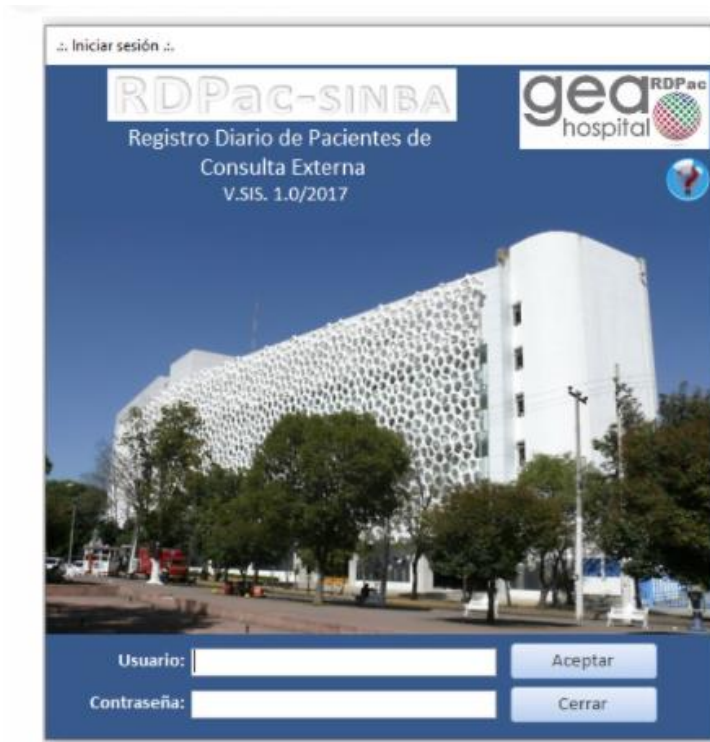 .:. Iniciar sesión .:.
RDPac-SINBA
Registro Diario de Pacientes de
Consulta Externa
V.SIS. 1.0/2017
gea
hospital
RDPac
Usuario:
Aceptar
Contraseña:
Cerrar